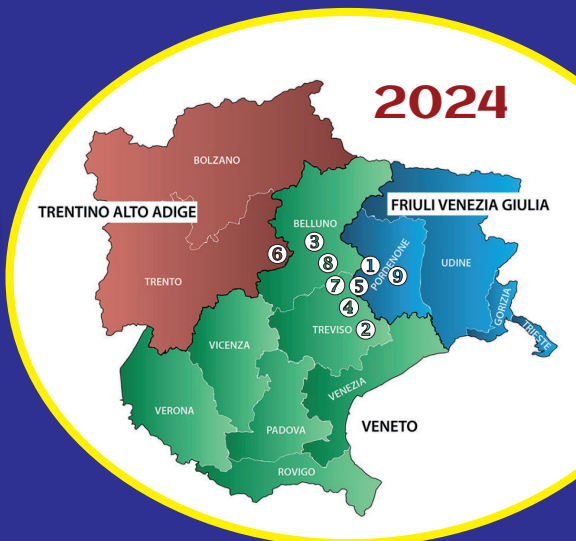 2024
BOLZANO
TRENTINO ALTO ADIGE
FRIULI VENEZIA GIULIA
BELLUNO
3
6
8
1
9
PORDENONE
UDINE
TRENTO
7
5
4
GORIZIA
TRIESTE
2
TREVISO
VICENZA
VENEZIA
VERONA
PADOVA
VENETO
ROVIGO